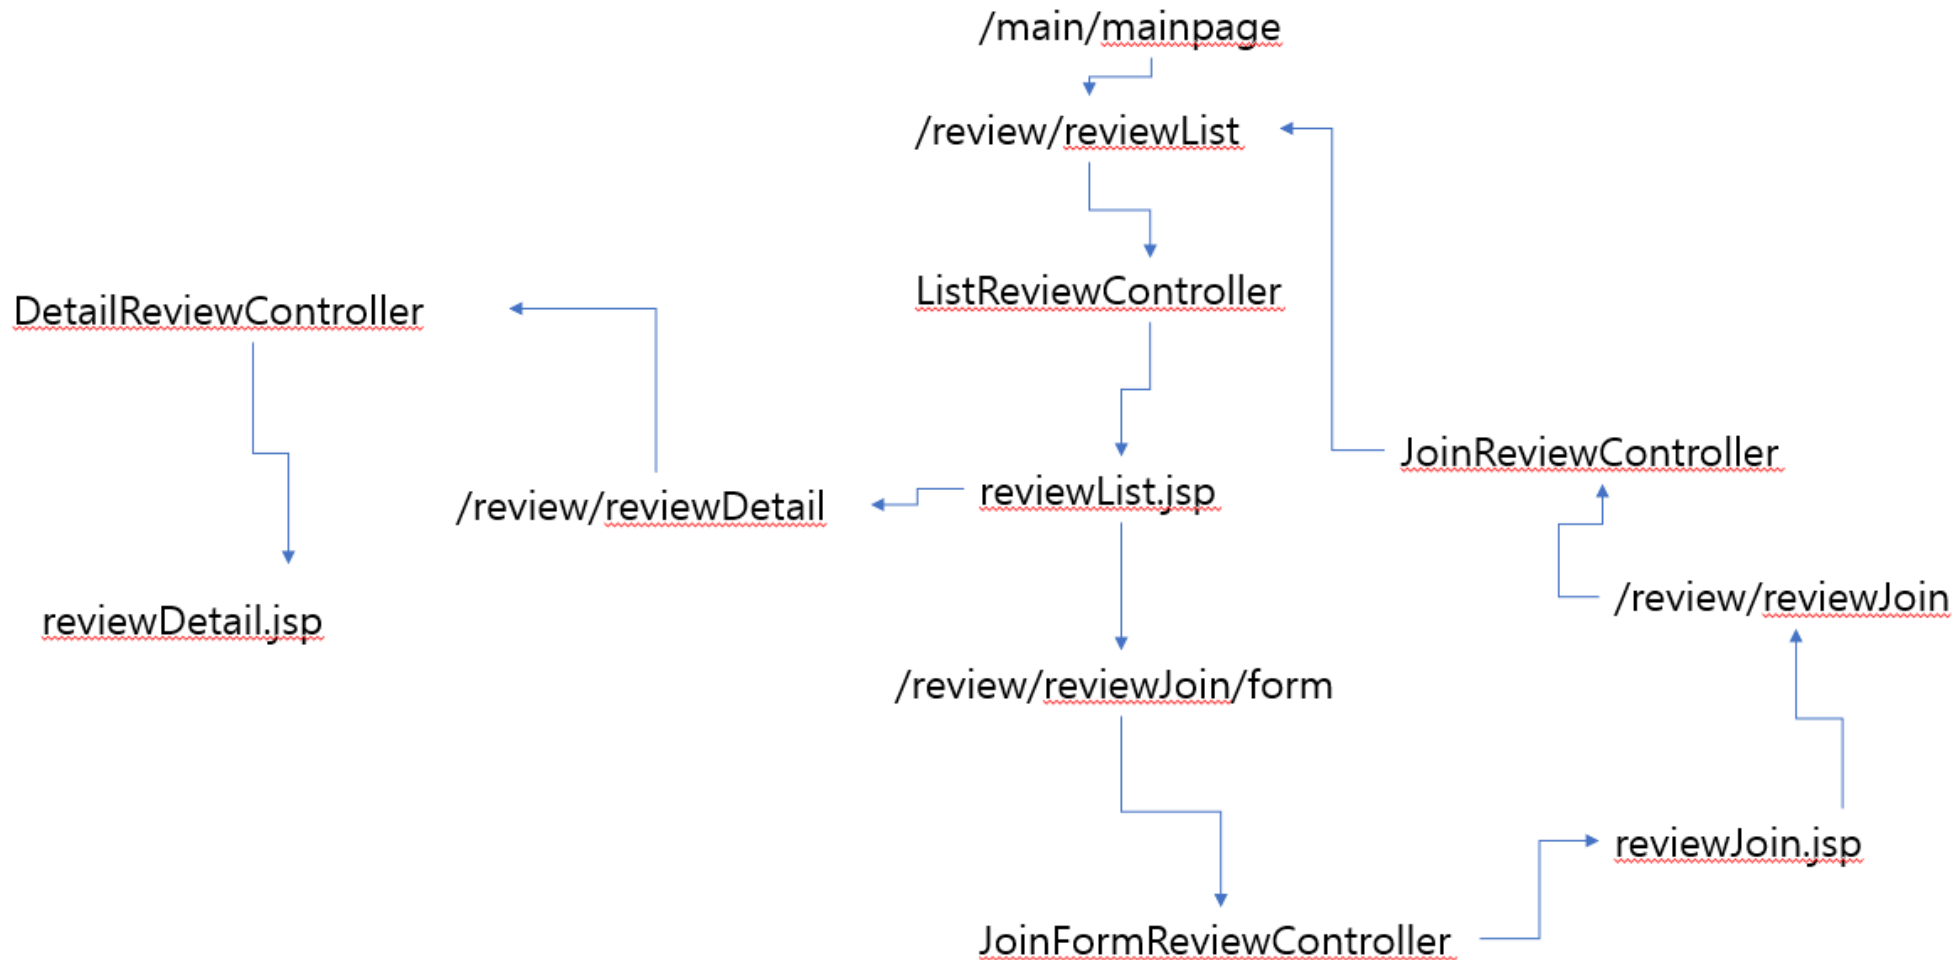 /main/mainpage
/review/reviewList
ListReviewController
DetailReviewController
JoinReviewController
/review/reviewDetail
reviewList.jsp
/review/reviewJoin
reviewDetail.jsp
/review/reviewJoin/form
reviewJoin.jsp
JoinFormReviewController